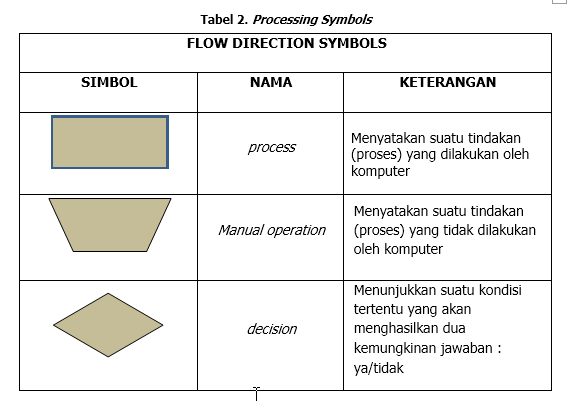 Tabel 2. Processing Symbols
FLOW DIRECTION SYMBOLS
SIMBOL NAMA KETERANGAN
process
Menyatakan suatu tindakan
(proses) yang dilakukan oleh
komputer
Manual operation
Menyatakan suatu tindakan
(proses) yang tidak dilakukan
oleh komputer
decision
Menunjukkan suatu kondisi
tertentu yang akan
menghasilkan dua
kemungkinan jawaban :
ya/tidak